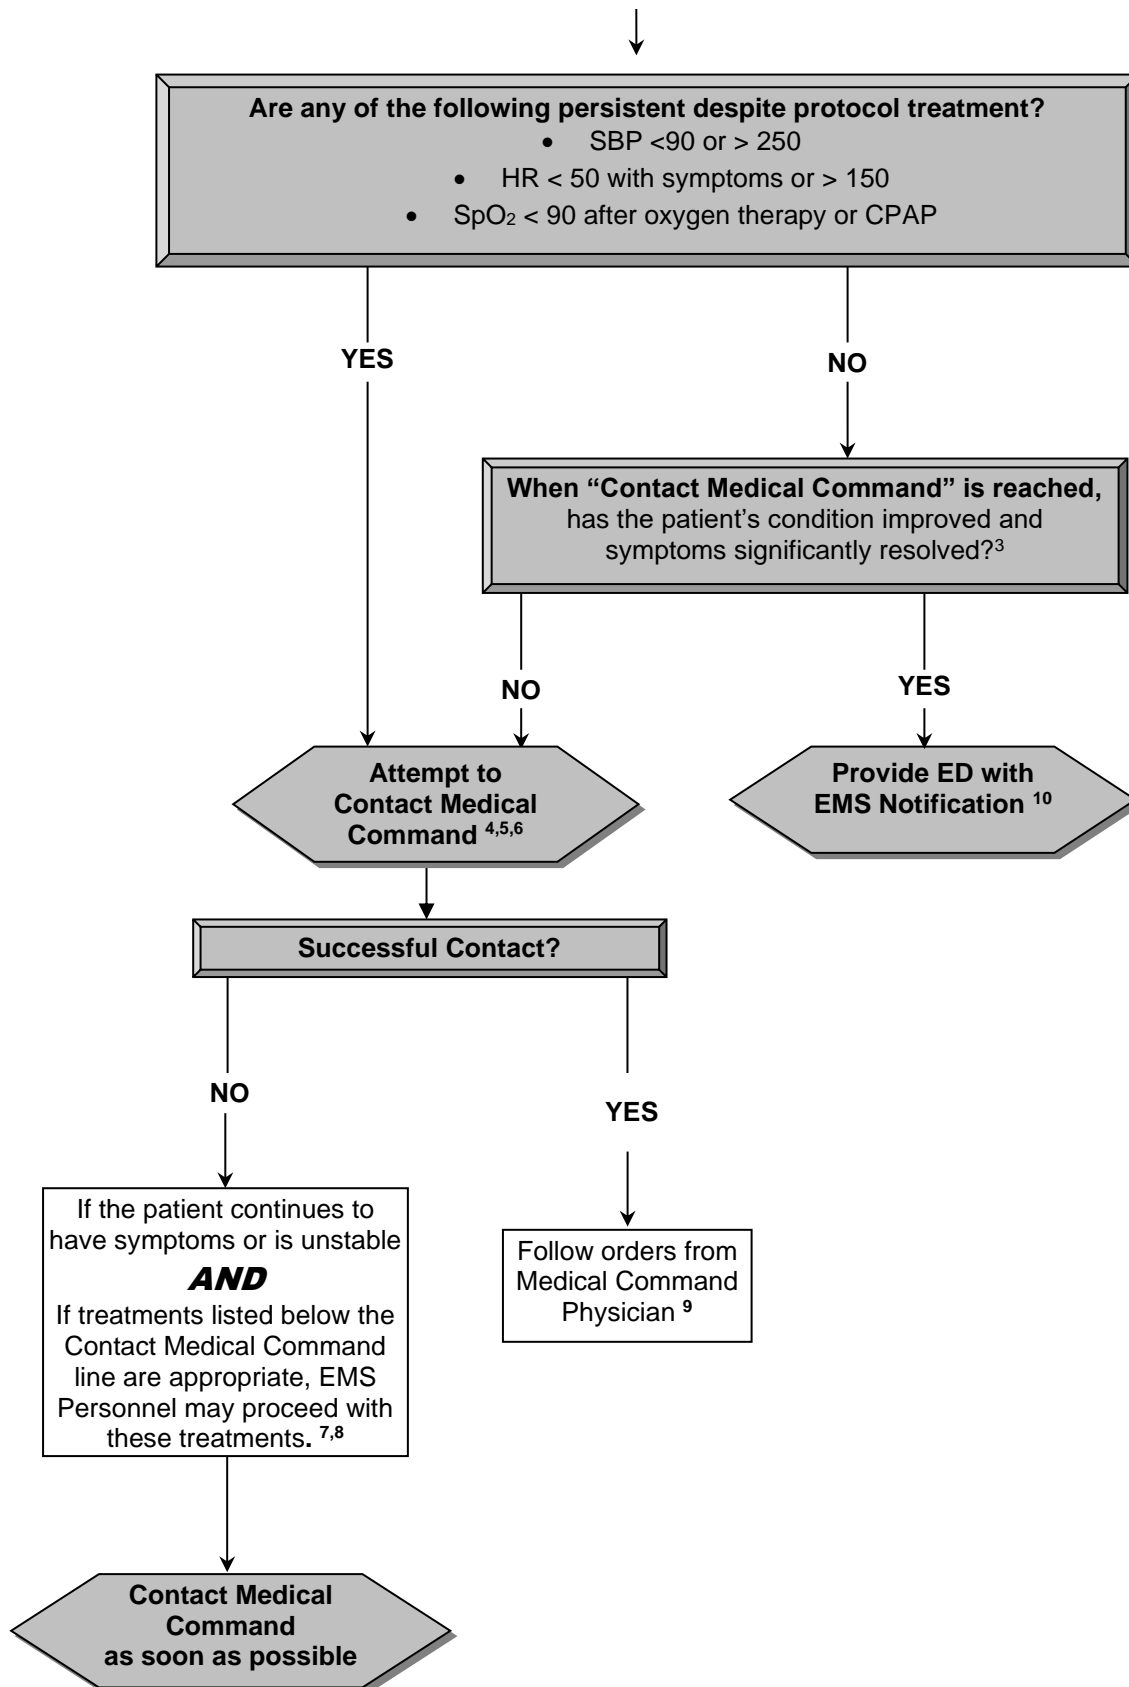 Are any of the following persistent despite protocol treatment?
• SBP <90 or > 250
• HR < 50 with symptoms or > 150
• SpO2 < 90 after oxygen therapy or CPAP
YES
NO
When “Contact Medical Command” is reached,
has the patient’s condition improved and
symptoms significantly resolved?3
NO
YES
Attempt to
Contact Medical
Command 4,5,6
Provide ED with
EMS Notification 10
Successful Contact?
NO
YES
If the patient continues to
have symptoms or is unstable
AND
If treatments listed below the
Contact Medical Command
line are appropriate, EMS
Personnel may proceed with
these treatments. 7,8
Follow orders from
Medical Command
Physician 9
Contact Medical
Command
as soon as possible